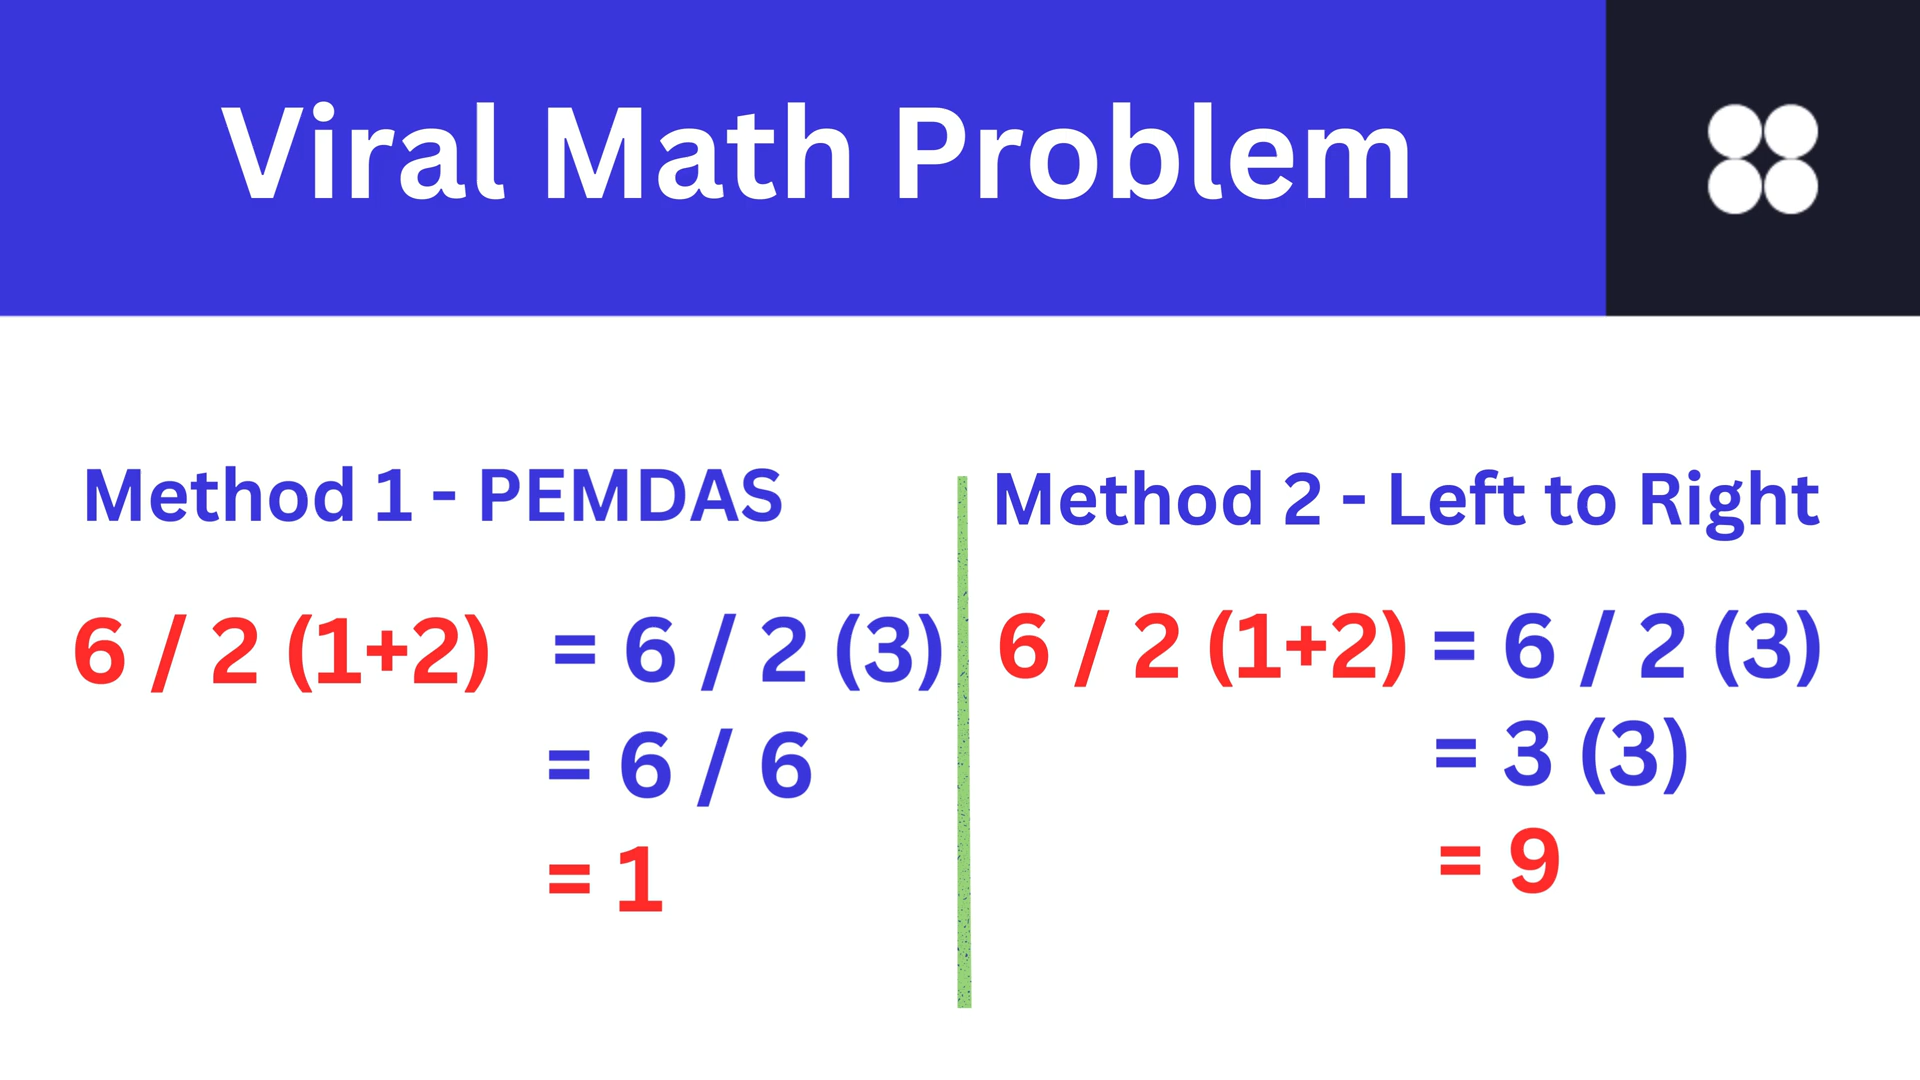 Viral Math Problem
Method 1 - PEMDAS
6 / 2 (1+2) = 6 / 2 (3)
= 6 / 6
= 1
Method 2 - Left to Right
6 / 2 (1+2) = 6 / 2 (3)
= 3 (3)
= 9